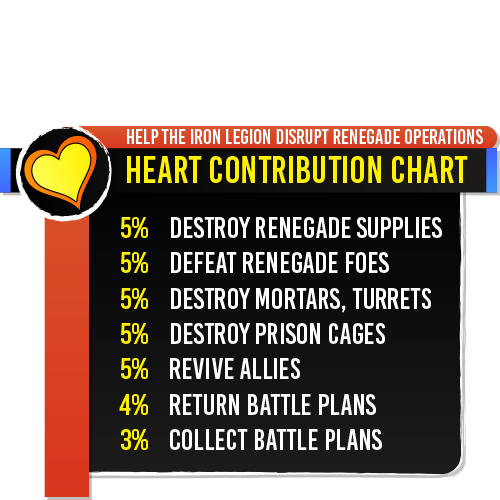 HELP THE IRON LEGION DISRUPT RENEGADE OPERATIONS
HEART CONTRIBUTION CHART
5% DESTROY RENEGADE SUPPLIES
5% DEFEAT RENEGADE FOES
5% DESTROY MORTARS, TURRETS
5% DESTROY PRISON CAGES
5% REVIVE ALLIES
4% RETURN BATTLE PLANS
3% COLLECT BATTLE PLANS